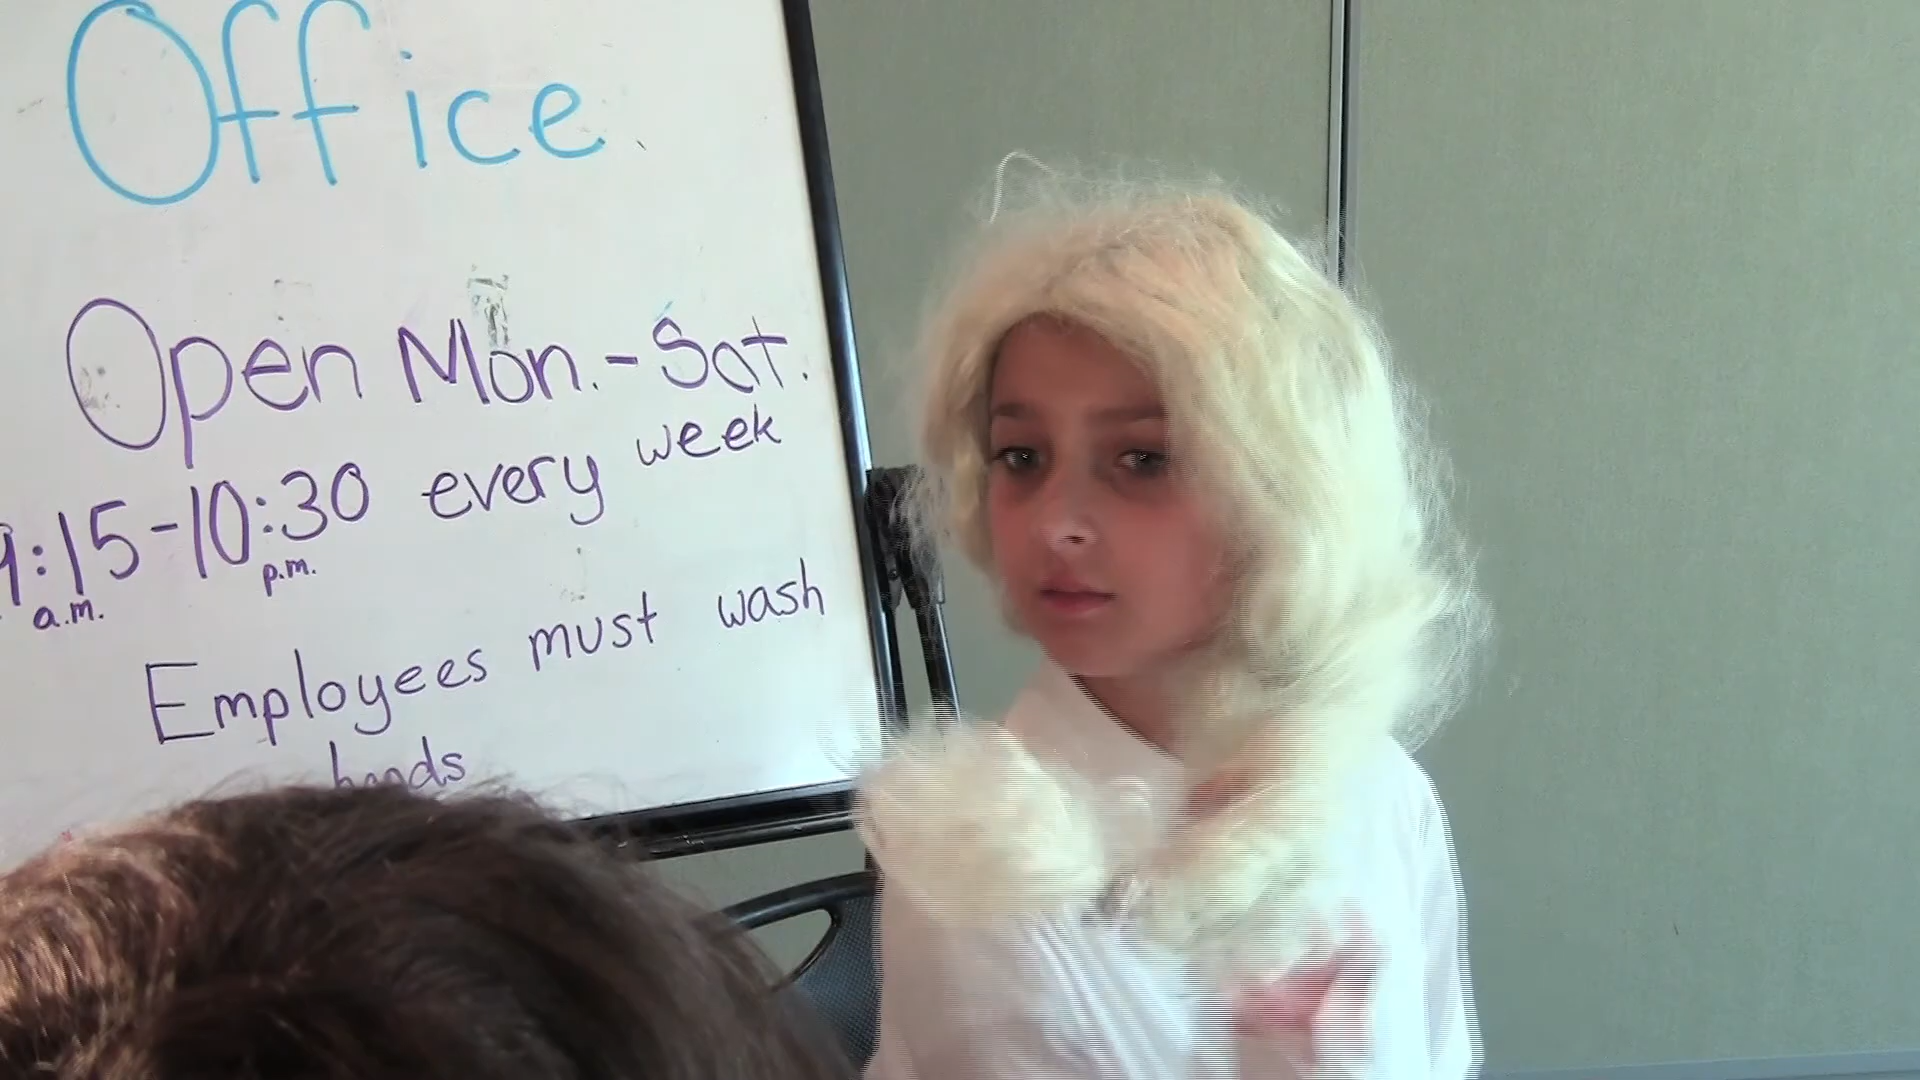 Office
Open Mon.-Sat.
9:15-10:30 every week
a.m. p.m.
Employees must wash
hands